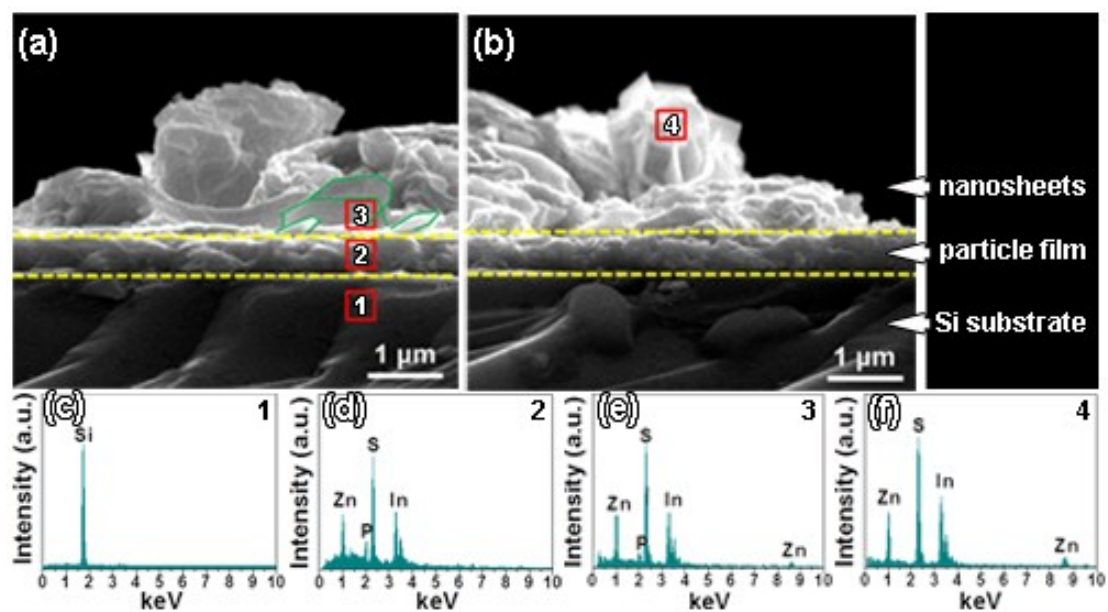 (a)
(b)
3
2
1
4
1 μm
1 μm
nanosheets
particle film
Si substrate
(c)
1
Si
Intensity (a.u.)
0 1 2 3 4 5 6 7 8 9 10
keV
(d)
2
Zn
P
S
In
Intensity (a.u.)
0 1 2 3 4 5 6 7 8 9 10
keV
(e)
3
Zn
P
S
In
Zn
Intensity (a.u.)
0 1 2 3 4 5 6 7 8 9 10
keV
(f)
4
Zn
S
In
Zn
Intensity (a.u.)
0 1 2 3 4 5 6 7 8 9 10
keV